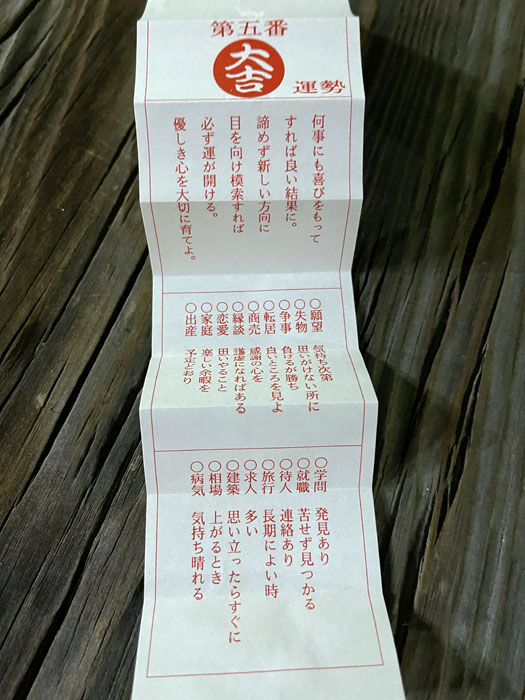 第五番
大吉
運勢
何事にも喜びをもって
すれば良い結果に。
諦めず新しい方向に
目を向け模索すれば
必ず運が開ける。
優しき心を大切に育てよ。
○願望 気持ち次第
○失物 思いがけない所に
○争事 負けるが勝ち
○転居 良いところを見よ
○商売 感謝の心を
○縁談 謙虚になればある
○恋愛 思いやること
○家庭 楽しい余暇を
○出産 予定どおり
○学問 発見あり
○就職 苦せず見つかる
○待人 連絡あり
○旅行 長期によい時
○求人 多い
○建築 思い立ったらすぐに
○相場 上がるとき
○病気 気持ち晴れる